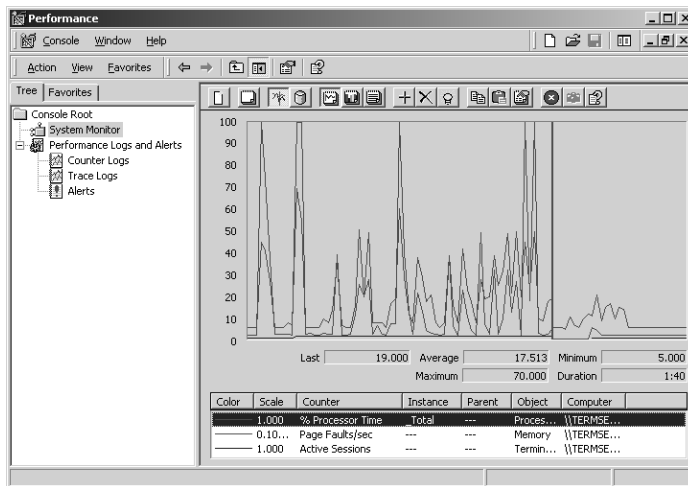 Performance
Console Window Help
Action View Favorites
Tree Favorites
Console Root
System Monitor
Performance Logs and Alerts
Counter Logs
Trace Logs
Alerts
100
90
80
70
60
50
40
30
20
10
0
Last 19.000 Average 17.513 Minimum 5.000
Maximum 70.000 Duration 1:40
Color Scale Counter Instance Parent Object Computer
1.000 % Processor Time _Total --- Proces... \\TERMSE...
0.10... Page Faults/sec --- --- Memory \\TERMSE...
1.000 Active Sessions --- --- Termin... \\TERMSE...